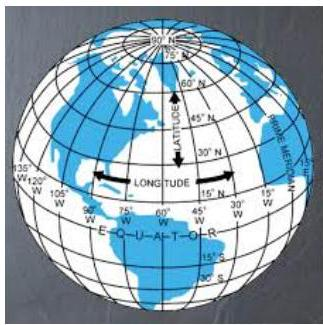 90° N
75° N
60° N
LATITUDE
45° N
PRIME MERIDIAN
30° N
LONGITUDE
135° W
120° W
105° W
90° W
75° W
60° W
45° W
30° W
15° W
15° N
EQUATOR
15° S
30° S